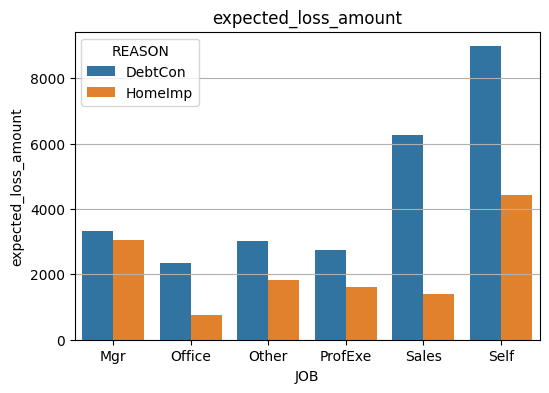 expected_loss_amount
REASON
DebtCon
HomeImp
expected_loss_amount
8000
6000
4000
2000
0
Mgr Office Other ProfExe Sales Self
JOB